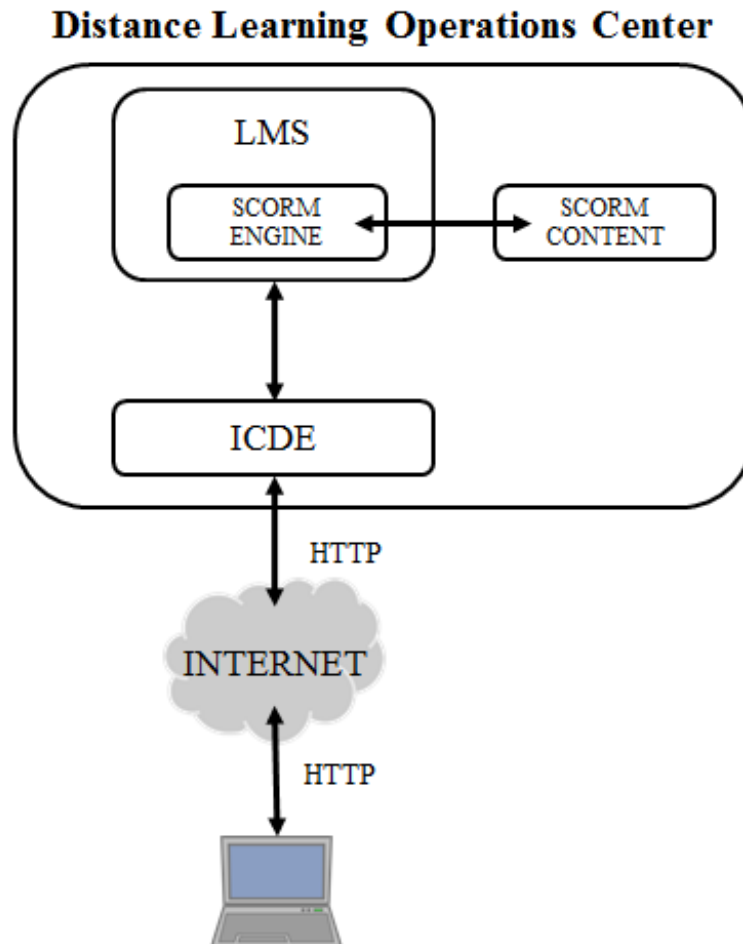 Distance Learning Operations Center
LMS
SCORM
ENGINE
SCORM
CONTENT
ICDE
HTTP
INTERNET
HTTP